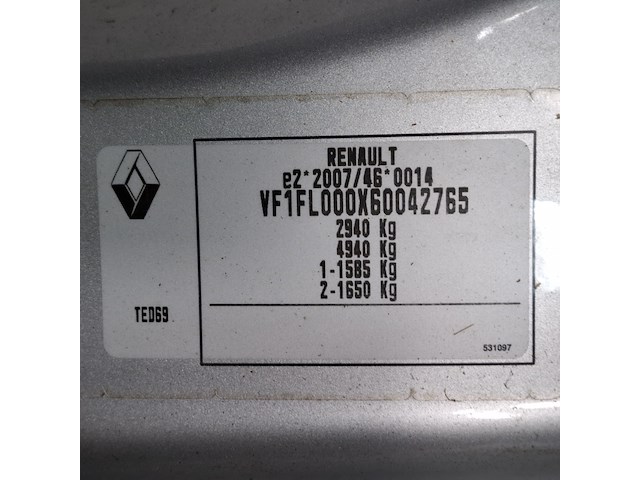 RENAULT
e2*2007/46*0014
VF1FL000X60042765
2940 Kg
4940 Kg
1-1585 Kg
2-1650 Kg
TED69
531097